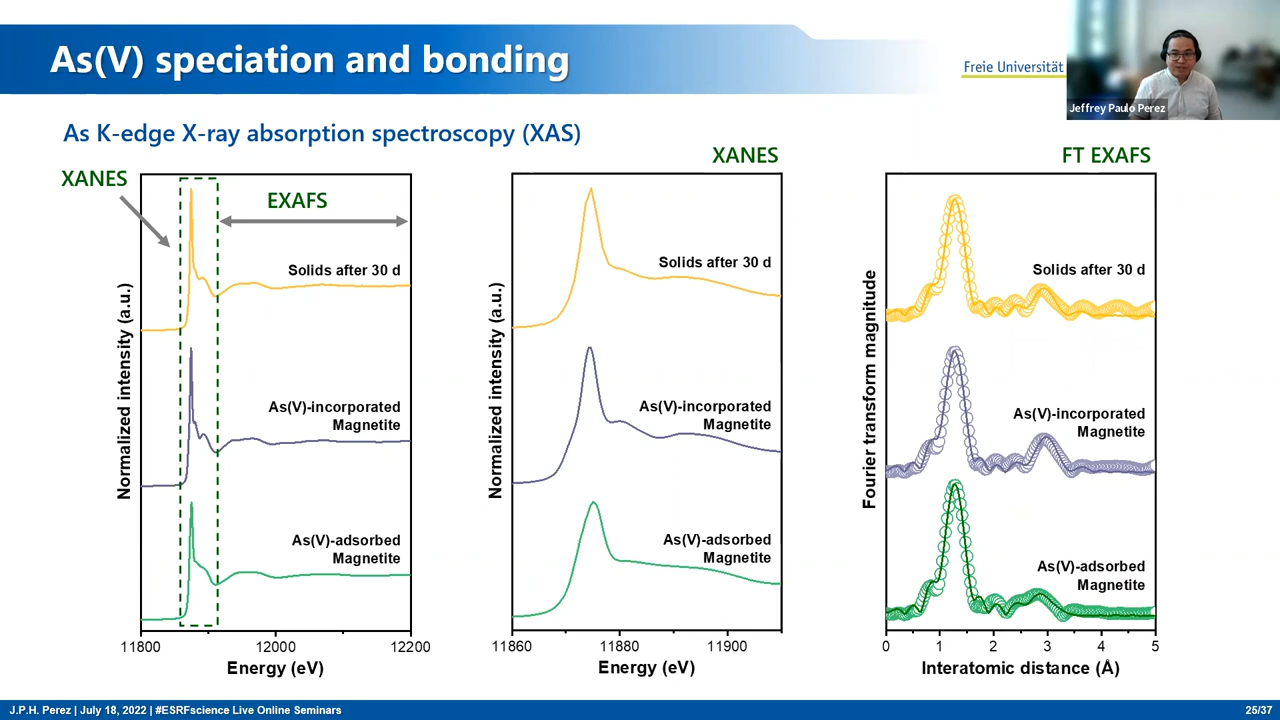 As(V) speciation and bonding
Freie Universität
Jeffrey Paulo Perez
As K-edge X-ray absorption spectroscopy (XAS)
XANES
EXAFS
Solids after 30 d
As(V)-incorporated
Magnetite
As(V)-adsorbed
Magnetite
Normalized intensity (a.u.)
11800
12000
12200
Energy (eV)
XANES
Solids after 30 d
As(V)-incorporated
Magnetite
As(V)-adsorbed
Magnetite
Normalized intensity (a.u.)
11860
11880
11900
Energy (eV)
FT EXAFS
Solids after 30 d
As(V)-incorporated
Magnetite
As(V)-adsorbed
Magnetite
Fourier transform magnitude
0
1
2
3
4
5
Interatomic distance (Å)
J.P.H. Perez | July 18, 2022 | #ESRFscience Live Online Seminars
25/37